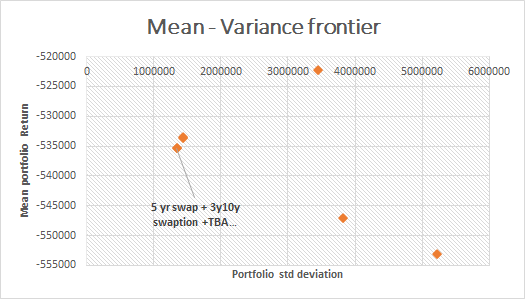 Mean - Variance frontier
-520000
0 1000000 2000000 3000000 4000000 5000000 6000000
-525000
-530000
-535000
-540000
-545000
-550000
-555000
Mean portfolio Return
5 yr swap + 3y10y
swaption +TBA...
Portfolio std deviation